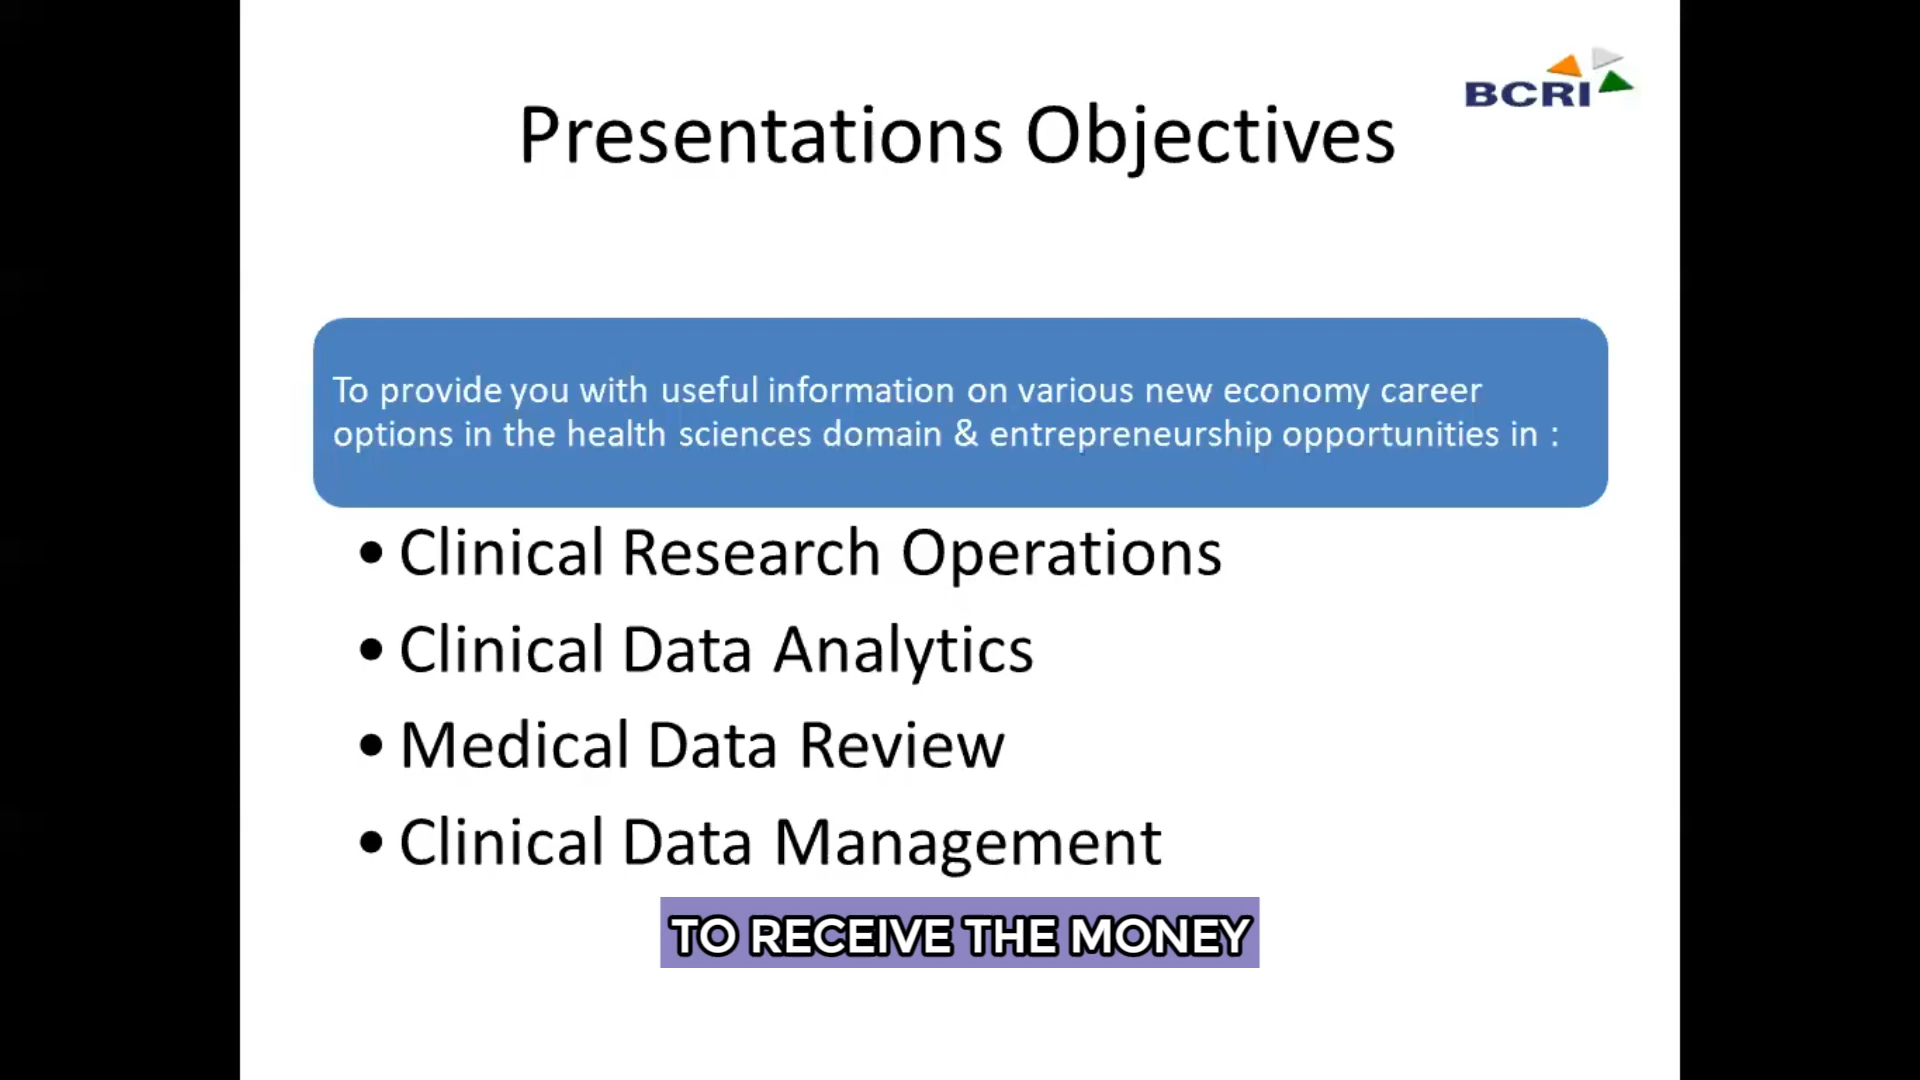 BCRI
Presentations Objectives
To provide you with useful information on various new economy career
options in the health sciences domain & entrepreneurship opportunities in :
• Clinical Research Operations
• Clinical Data Analytics
• Medical Data Review
• Clinical Data Management
TO RECEIVE THE MONEY